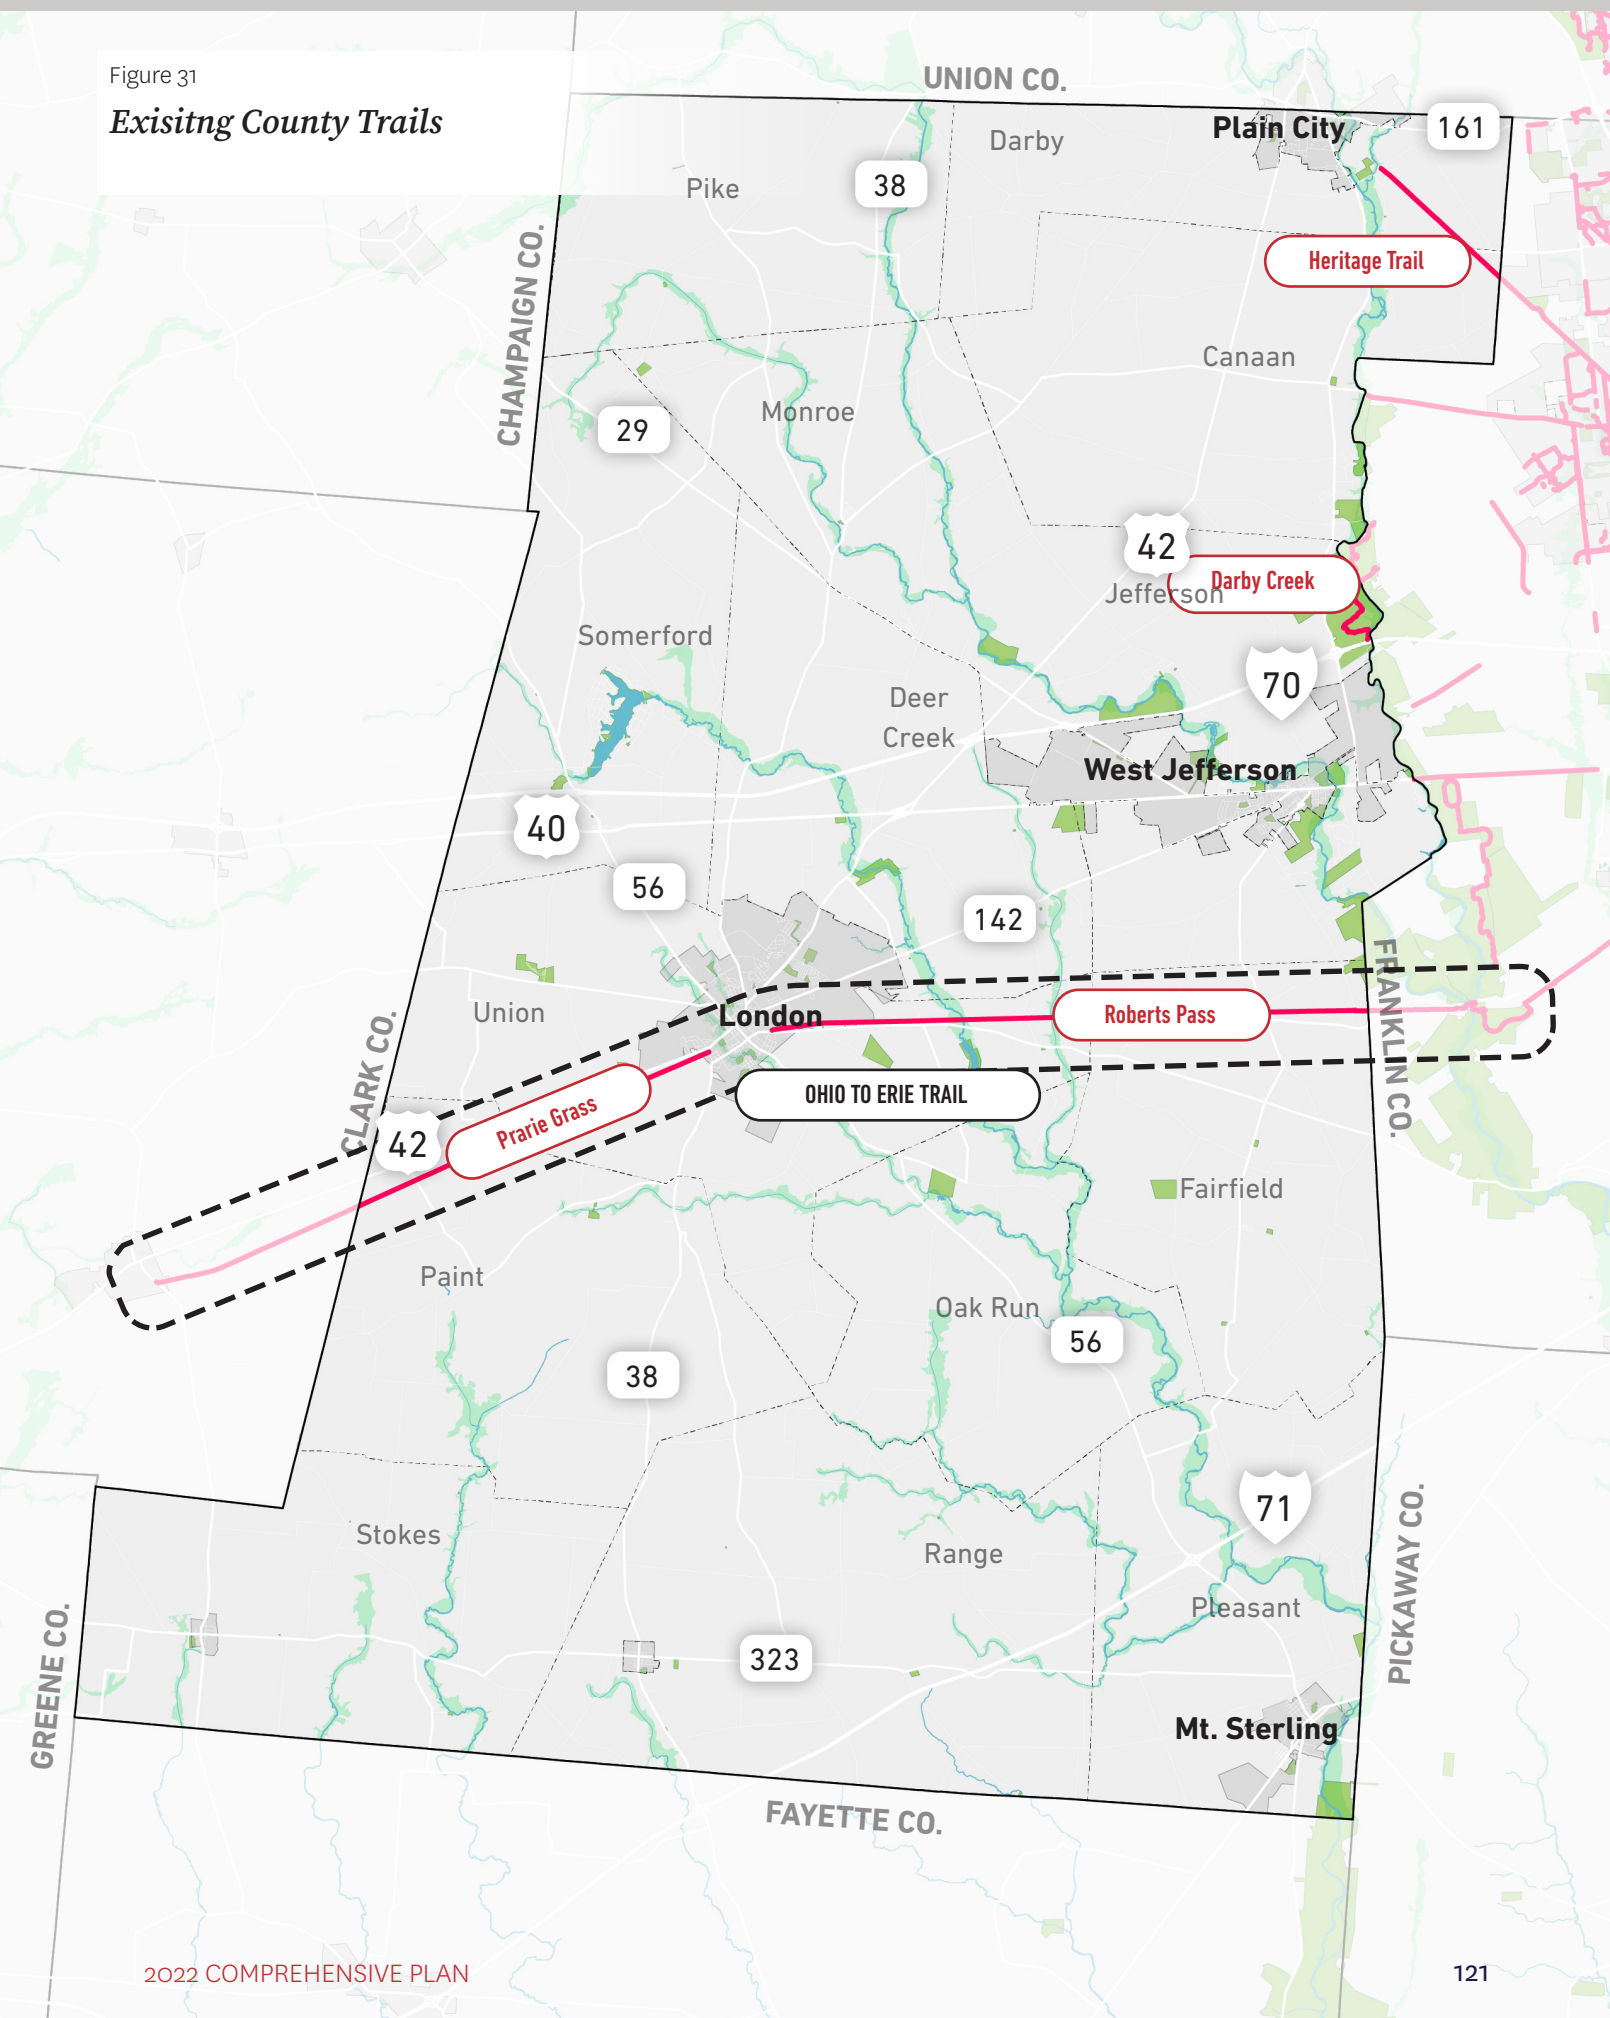 Figure 31
Exisitng County Trails
UNION CO.
Plain City
161
Darby
38
Pike
Heritage Trail
CHAMPAIGN CO.
Canaan
Monroe
29
42
Darby Creek
Jefferson
Somerford
70
Deer
Creek
West Jefferson
40
56
142
FRANKLIN CO.
Union
London
Roberts Pass
CLARK CO.
OHIO TO ERIE TRAIL
Prarie Grass
42
Fairfield
Paint
Oak Run
56
38
71
Stokes
Range
PICKAWAY CO.
Pleasant
GREENE CO.
323
Mt. Sterling
FAYETTE CO.
2022 COMPREHENSIVE PLAN
121